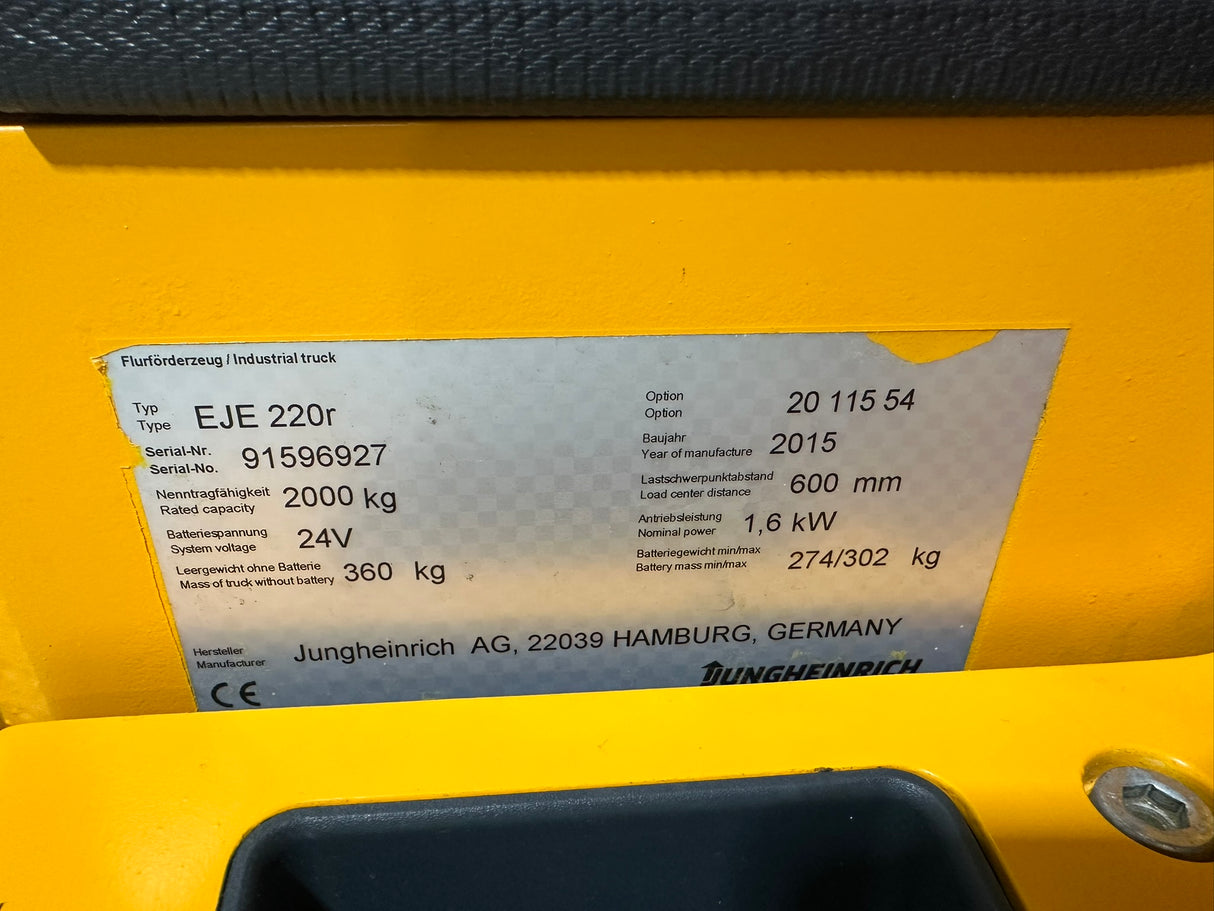 Flurförderzeug / Industrial truck
Typ
Type EJE 220r
Serial-Nr.
Serial-No. 91596927
Nenntragfähigkeit
Rated capacity 2000 kg
Batteriespannung
System voltage 24V
Leergewicht ohne Batterie
Mass of truck without battery 360 kg
Option
Option 20 115 54
Baujahr
Year of manufacture 2015
Lastschwerpunktabstand
Load center distance 600 mm
Antriebsleistung
Nominal power 1,6 kW
Batteriegewicht min/max
Battery mass min/max 274/302 kg
Hersteller
Manufacturer Jungheinrich AG, 22039 HAMBURG, GERMANY
CE
JUNGHEINRICH